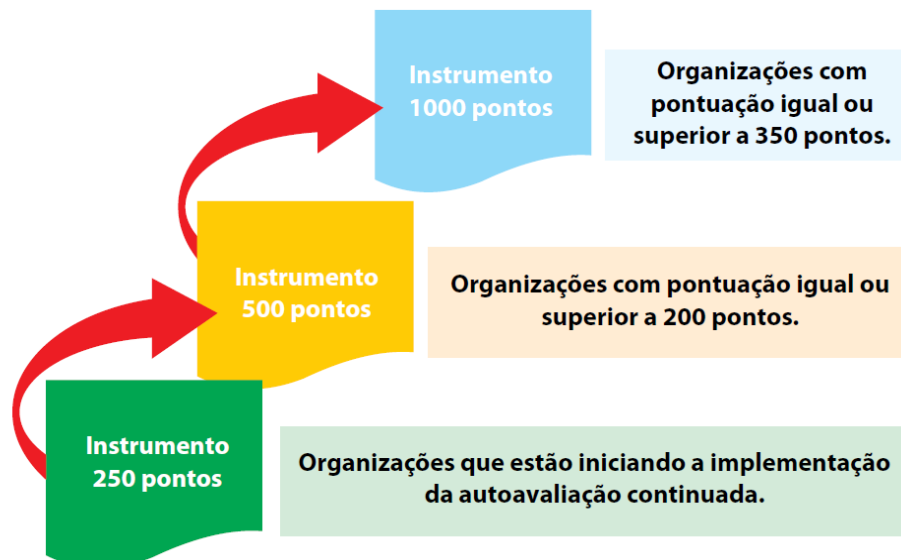 Instrumento
1000 pontos
Organizações com
pontuação igual ou
superior a 350 pontos.
Instrumento
500 pontos
Organizações com pontuação igual ou
superior a 200 pontos.
Instrumento
250 pontos
Organizações que estão iniciando a implementação
da autoavaliação continuada.